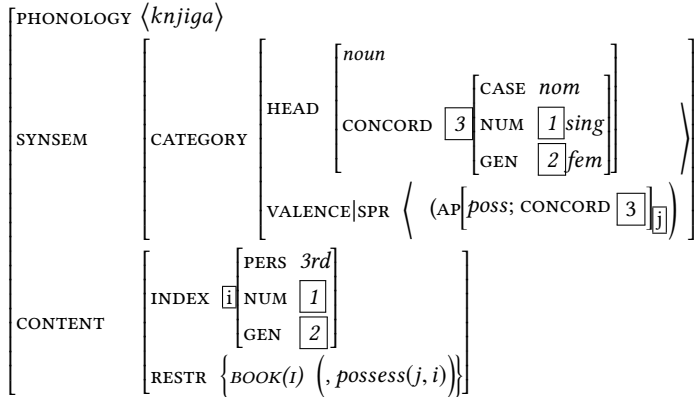 PHONOLOGY ⟨knjiga⟩
noun
CASE nom
HEAD
CONCORD 3 NUM 1 sing
SYNSEM CATEGORY
GEN 2 fem
VALENCE|SPR ⟨ (AP[poss; CONCORD 3]j) ⟩
PERS 3rd
INDEX i NUM 1
GEN 2
CONTENT
RESTR {BOOK(I) (, possess(j, i))}